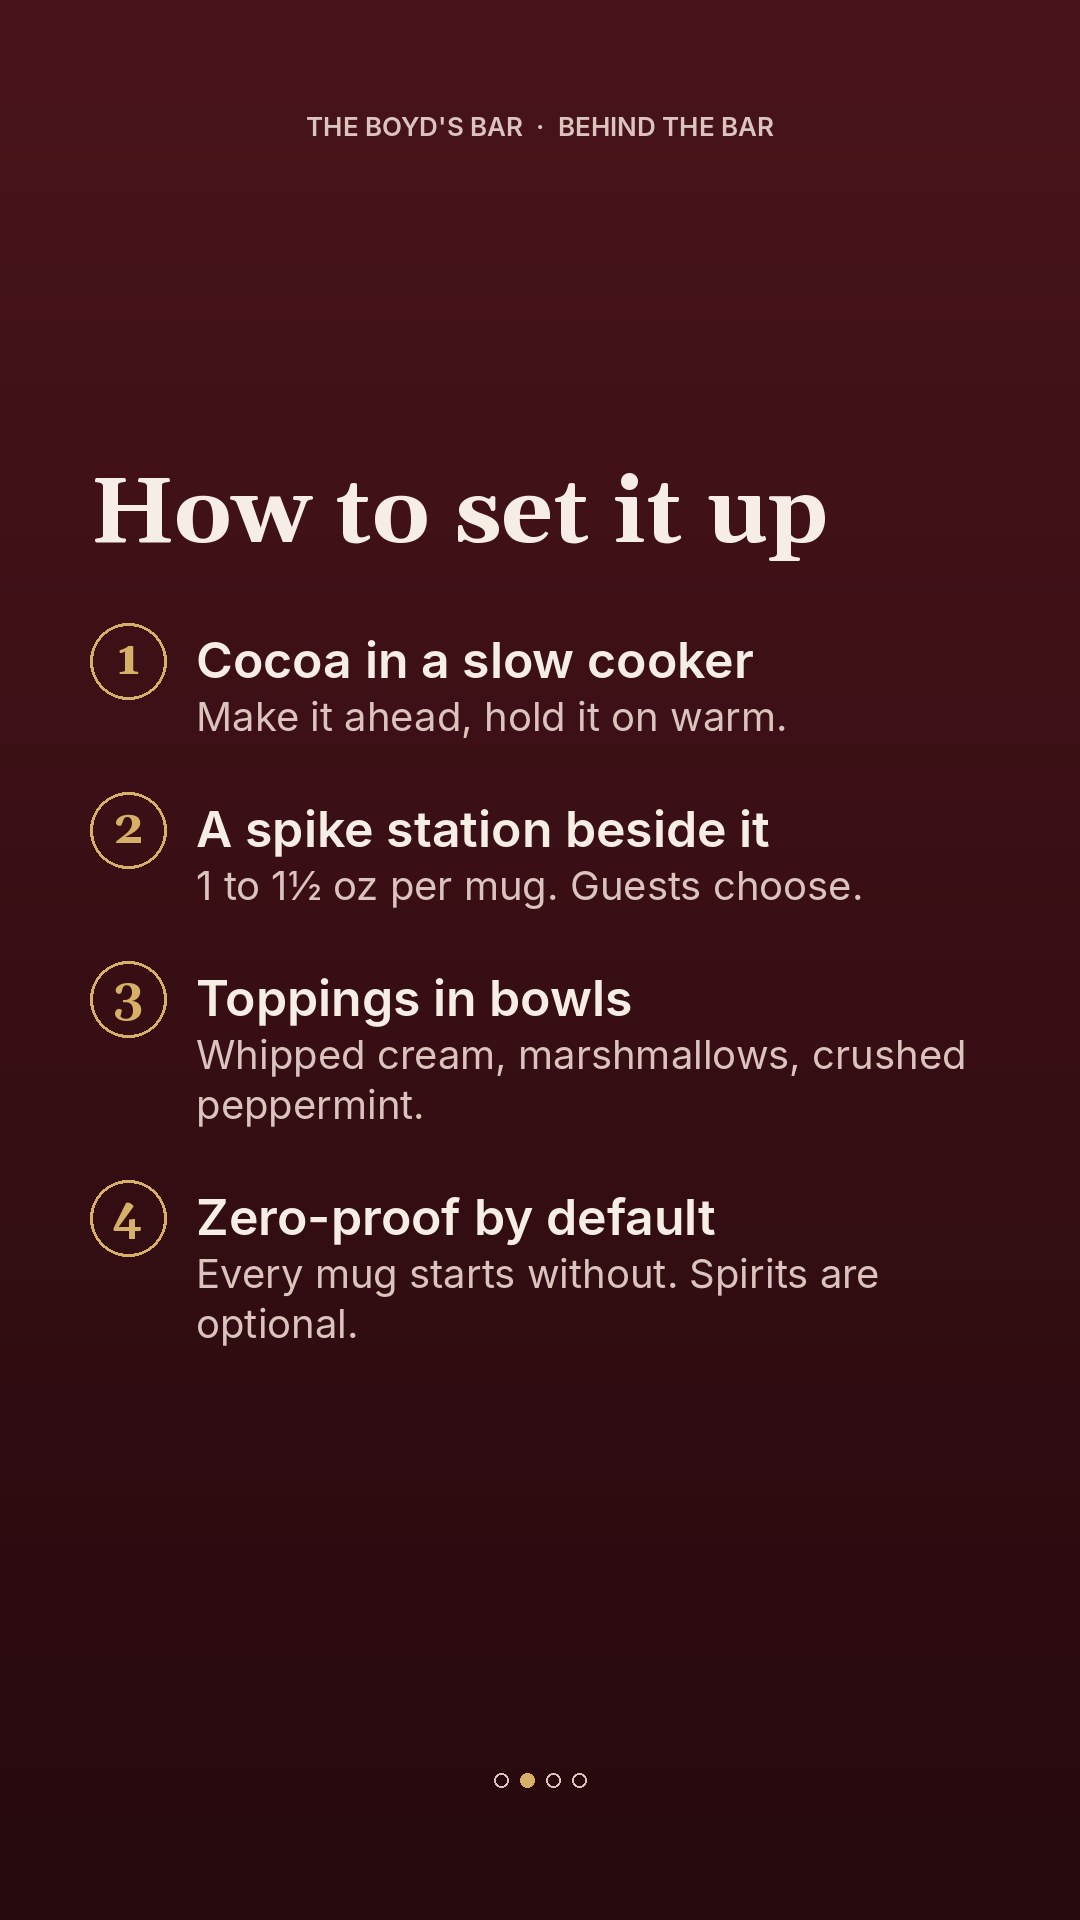 THE BOYD'S BAR · BEHIND THE BAR
How to set it up
1 Cocoa in a slow cooker
Make it ahead, hold it on warm.
2 A spike station beside it
1 to 1½ oz per mug. Guests choose.
3 Toppings in bowls
Whipped cream, marshmallows, crushed
peppermint.
4 Zero-proof by default
Every mug starts without. Spirits are
optional.